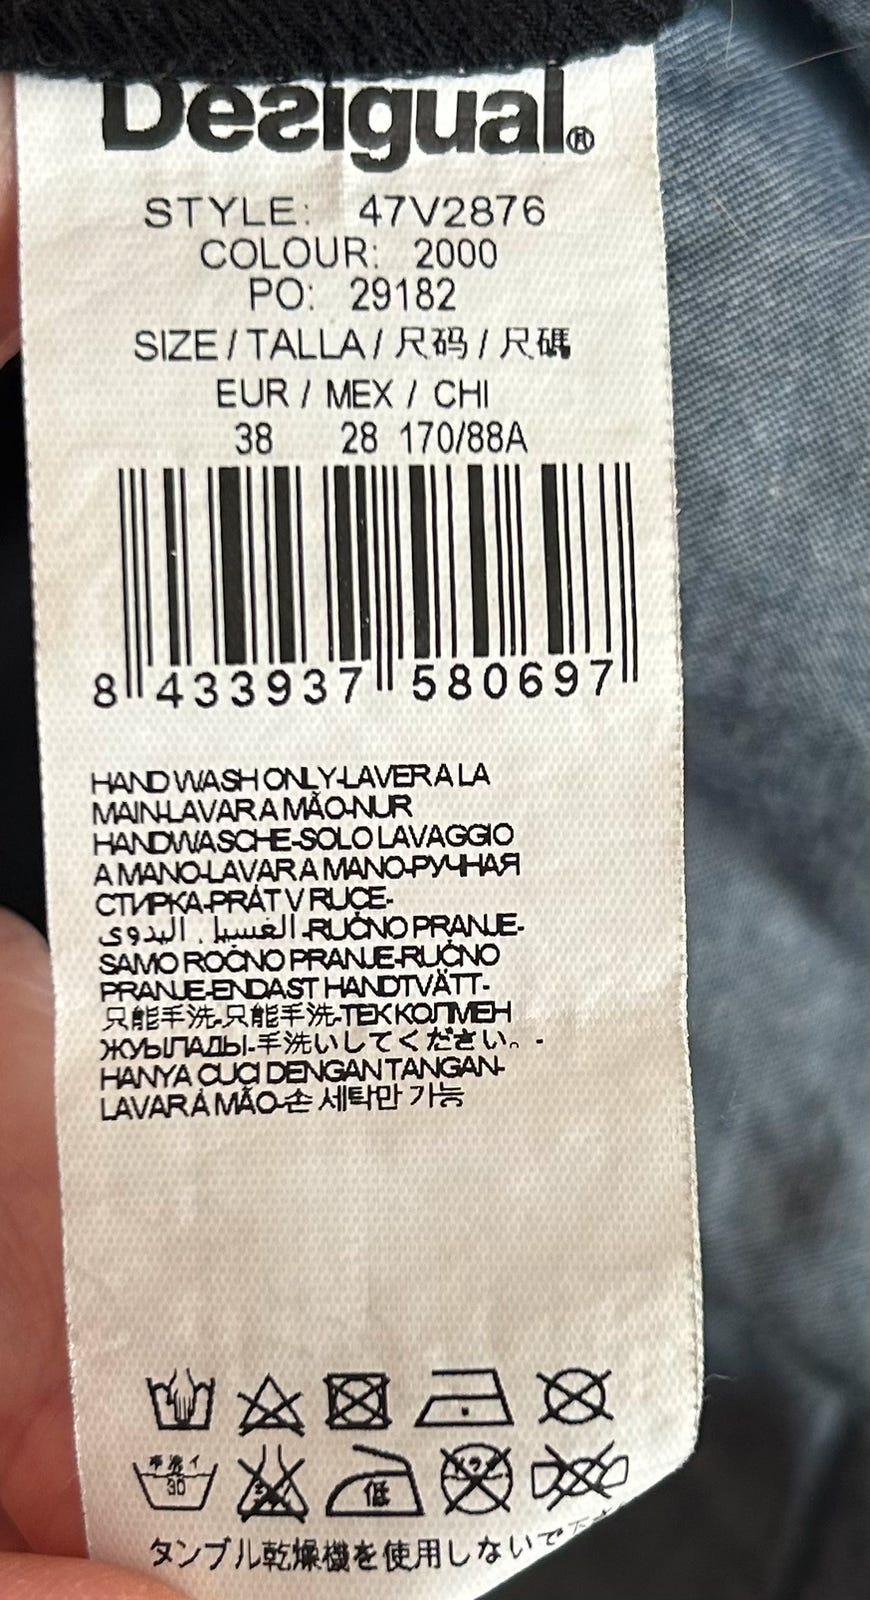 Desigual®
STYLE: 47V2876
COLOUR: 2000
PO: 29182
SIZE / TALLA / 尺码 / 尺碼
EUR / MEX / CHI
38 28 170/88A
8 433937 580697
HAND WASH ONLY-LAVER A LA
MAIN-LAVAR A MÃO-NUR
HANDWASCHE-SOLO LAVAGGIO
A MANO-LAVAR A MANO-РУЧНАЯ
СТИРКА-PRÁT V RUCE-
الغسيل اليدوى-RUČNO PRANJE-
SAMO ROČNO PRANJE-RUČNO
PRANJE-ENDAST HANDTVÄTT-
只能手洗-只能手洗-ТЕК КОЛМЕН
ЖУЫЛАДЫ-手洗いしてください。-
HANYA CUCI DENGAN TANGAN-
LAVAR Á MÃO-손 세탁만 가능
手洗イ
30
低
ドライ
タンブル乾燥機を使用しないで